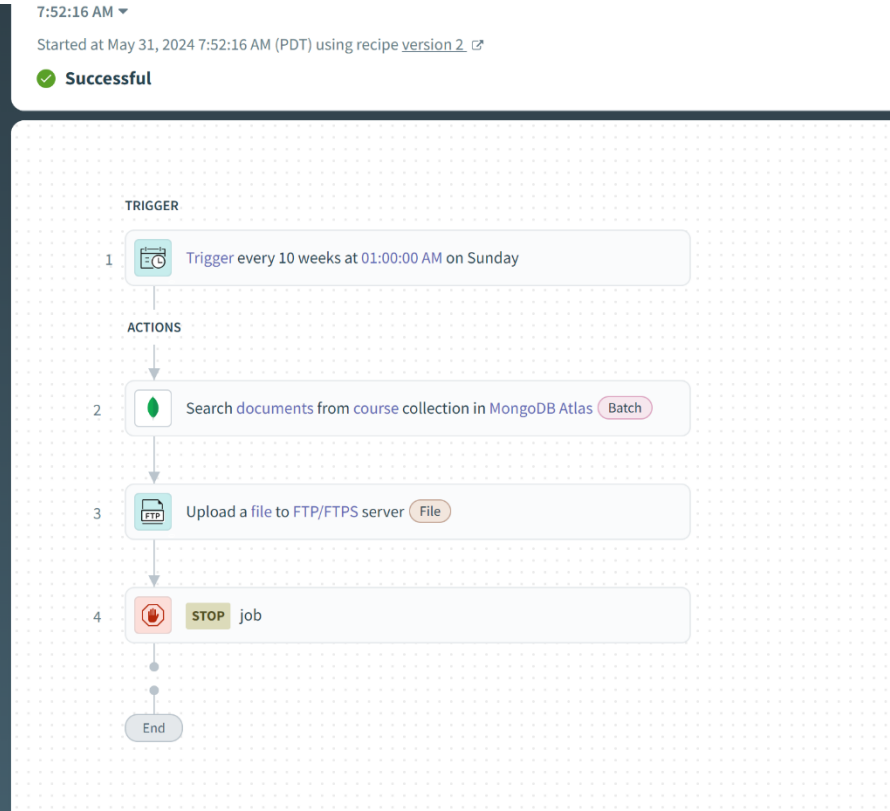 7:52:16 AM
Started at May 31, 2024 7:52:16 AM (PDT) using recipe version 2
Successful
TRIGGER
1 Trigger every 10 weeks at 01:00:00 AM on Sunday
ACTIONS
2 Search documents from course collection in MongoDB Atlas Batch
3 FTP Upload a file to FTP/FTPS server File
4 STOP job
End